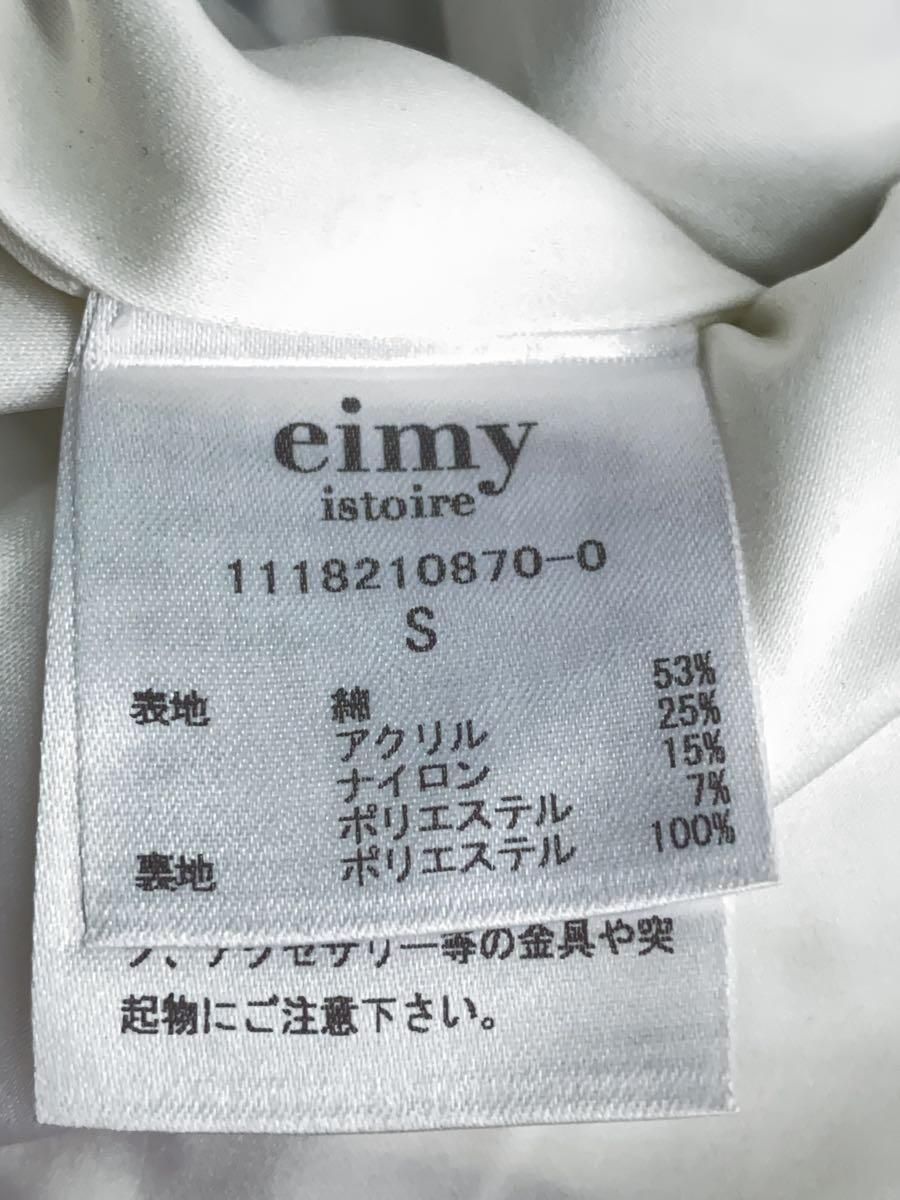 eimy
istoire
1118210870-0
S
表地 綿 53%
アクリル 25%
ナイロン 15%
ポリエステル 7%
裏地 ポリエステル 100%
、アクセサリー等の金具や突
起物にご注意下さい。